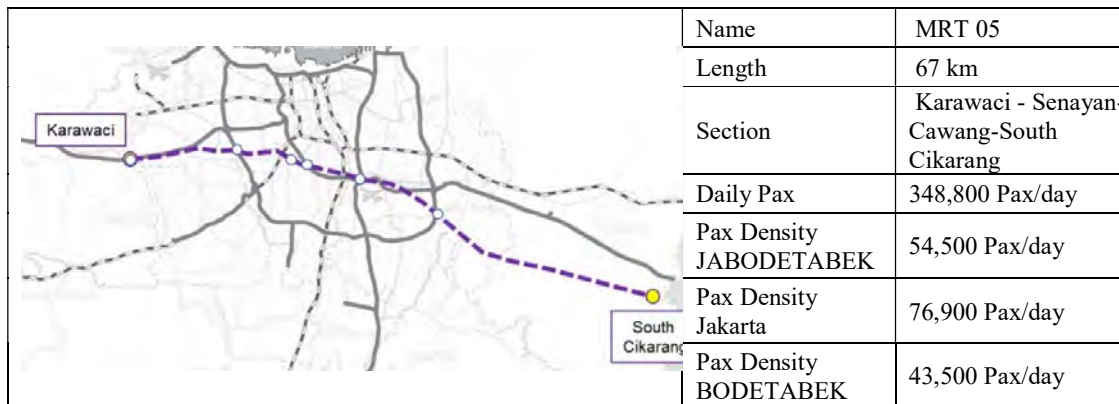 Karawaci
South
Cikarang
Name
MRT 05
Length
67 km
Section
Karawaci - Senayan-
Cawang-South
Cikarang
Daily Pax
348,800 Pax/day
Pax Density
JABODETABEK
54,500 Pax/day
Pax Density
Jakarta
76,900 Pax/day
Pax Density
BODETABEK
43,500 Pax/day